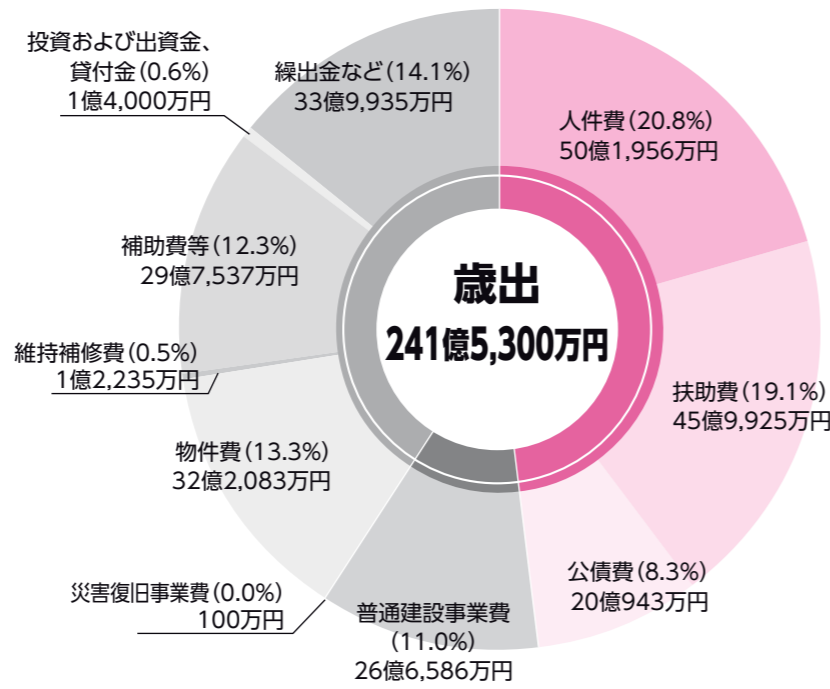 歳出
241億5,300万円
人件費(20.8%)
50億1,956万円
扶助費(19.1%)
45億9,925万円
公債費(8.3%)
20億943万円
普通建設事業費
(11.0%)
26億6,586万円
災害復旧事業費(0.0%)
100万円
物件費(13.3%)
32億2,083万円
維持補修費(0.5%)
1億2,235万円
補助費等(12.3%)
29億7,537万円
投資および出資金、
貸付金(0.6%)
1億4,000万円
繰出金など(14.1%)
33億9,935万円